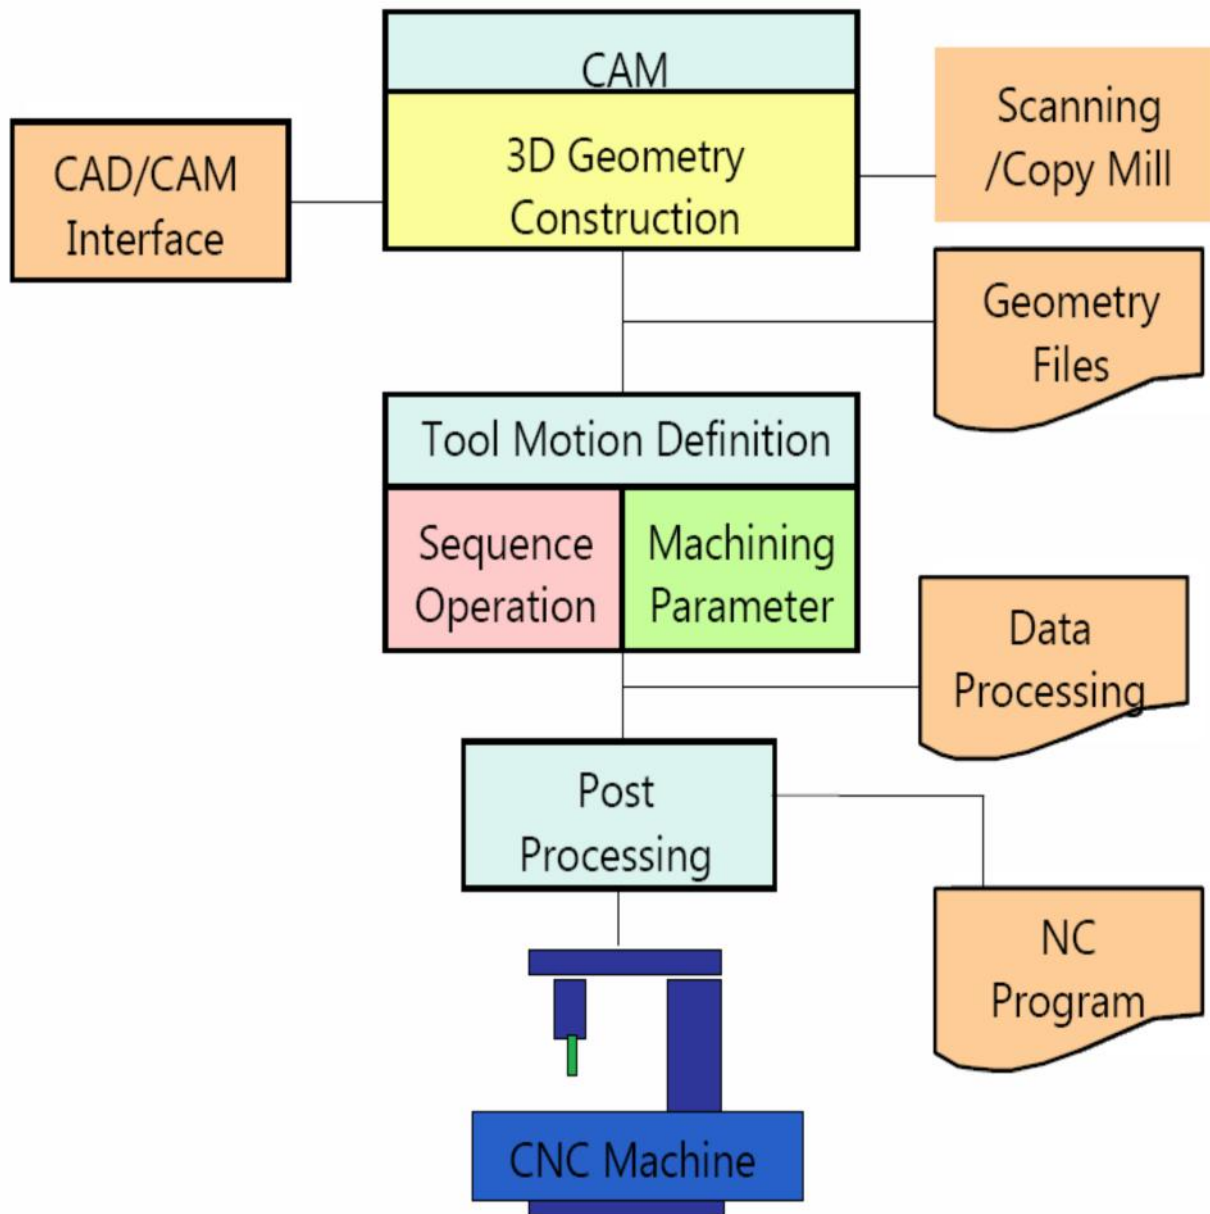 CAM
3D Geometry
Construction
CAD/CAM
Interface
Scanning
/Copy Mill
Geometry
Files
Tool Motion Definition
Sequence
Operation
Machining
Parameter
Data
Processing
Post
Processing
NC
Program
CNC Machine